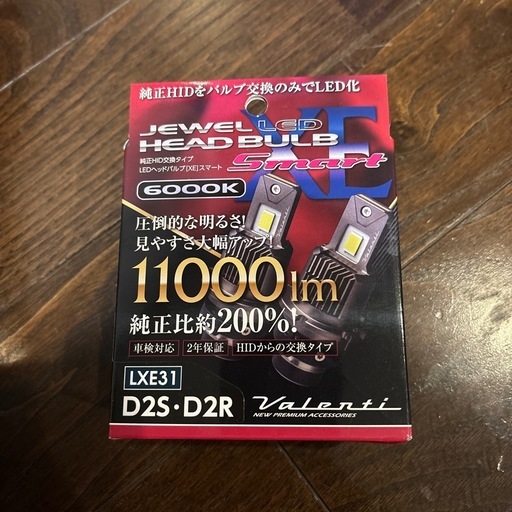 純正HIDをバルブ交換のみでLED化
XE
JEWEL LED
HEAD BULB
Smart
純正HID交換タイプ
LEDヘッドバルブ[XE]スマート
6000K
圧倒的な明るさ!
見やすさ大幅アップ!
11000lm
純正比約200%!
車検対応 2年保証 HIDからの交換タイプ
LXE31
D2S・D2R
Valenti
NEW PREMIUM ACCESSORIES